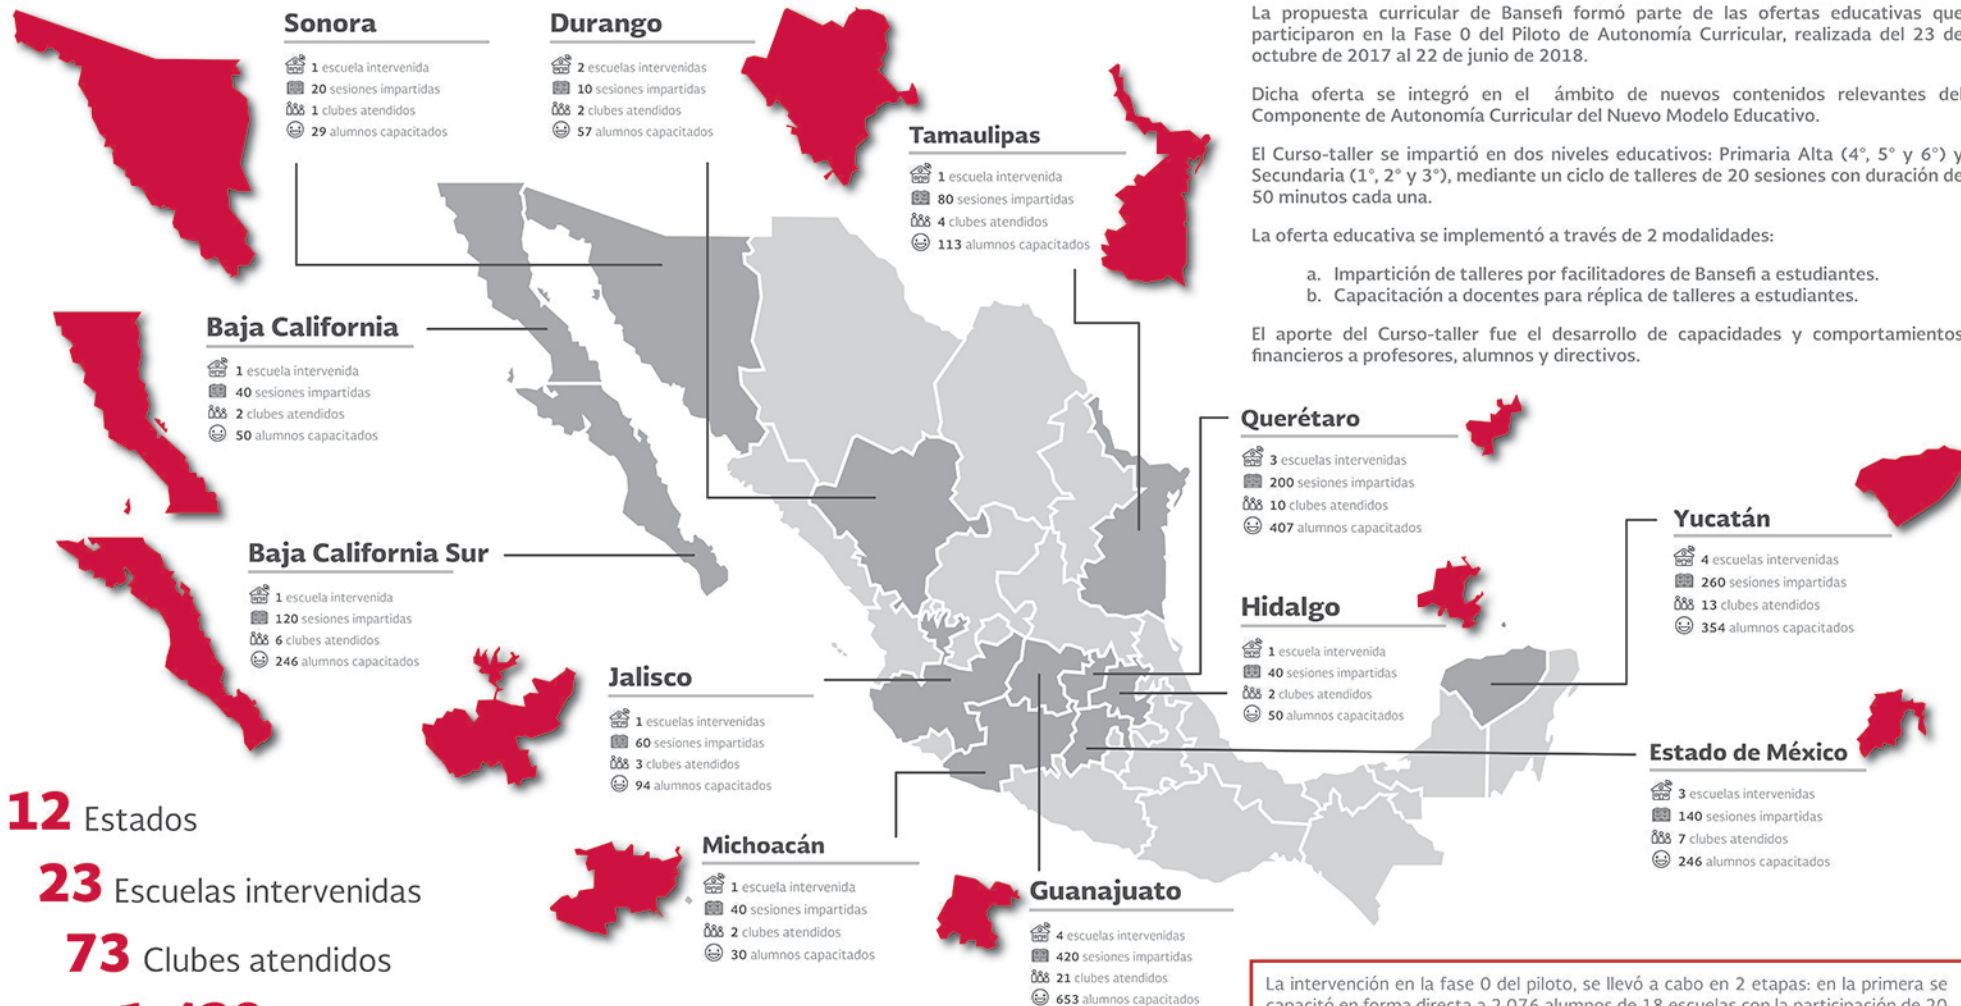 Sonora
1 escuela intervenida
20 sesiones impartidas
1 clubes atendidos
29 alumnos capacitados
Durango
2 escuelas intervenidas
10 sesiones impartidas
2 clubes atendidos
57 alumnos capacitados
Tamaulipas
1 escuela intervenida
80 sesiones impartidas
4 clubes atendidos
113 alumnos capacitados
La propuesta curricular de Bansefi formó parte de las ofertas educativas que
participaron en la Fase 0 del Piloto de Autonomía Curricular, realizada del 23 de
octubre de 2017 al 22 de junio de 2018.
Dicha oferta se integró en el ámbito de nuevos contenidos relevantes del
Componente de Autonomía Curricular del Nuevo Modelo Educativo.
El Curso-taller se impartió en dos niveles educativos: Primaria Alta (4°, 5° y 6°) y
Secundaria (1°, 2° y 3°), mediante un ciclo de talleres de 20 sesiones con duración de
50 minutos cada una.
La oferta educativa se implementó a través de 2 modalidades:
a. Impartición de talleres por facilitadores de Bansefi a estudiantes.
b. Capacitación a docentes para réplica de talleres a estudiantes.
El aporte del Curso-taller fue el desarrollo de capacidades y comportamientos
financieros a profesores, alumnos y directivos.
Baja California
1 escuela intervenida
40 sesiones impartidas
2 clubes atendidos
50 alumnos capacitados
Querétaro
3 escuelas intervenidas
200 sesiones impartidas
10 clubes atendidos
407 alumnos capacitados
Yucatán
4 escuelas intervenidas
260 sesiones impartidas
13 clubes atendidos
354 alumnos capacitados
Baja California Sur
1 escuela intervenida
120 sesiones impartidas
6 clubes atendidos
246 alumnos capacitados
Hidalgo
1 escuela intervenida
40 sesiones impartidas
2 clubes atendidos
50 alumnos capacitados
Jalisco
1 escuelas intervenidas
60 sesiones impartidas
3 clubes atendidos
94 alumnos capacitados
Estado de México
3 escuelas intervenidas
140 sesiones impartidas
7 clubes atendidos
246 alumnos capacitados
Michoacán
1 escuela intervenida
40 sesiones impartidas
2 clubes atendidos
30 alumnos capacitados
Guanajuato
4 escuelas intervenidas
420 sesiones impartidas
21 clubes atendidos
653 alumnos capacitados
12 Estados
23 Escuelas intervenidas
73 Clubes atendidos
La intervención en la fase 0 del piloto, se llevó a cabo en 2 etapas: en la primera se
capacitó en forma directa a 2,076 alumnos de 18 escuelas con la participación de 20